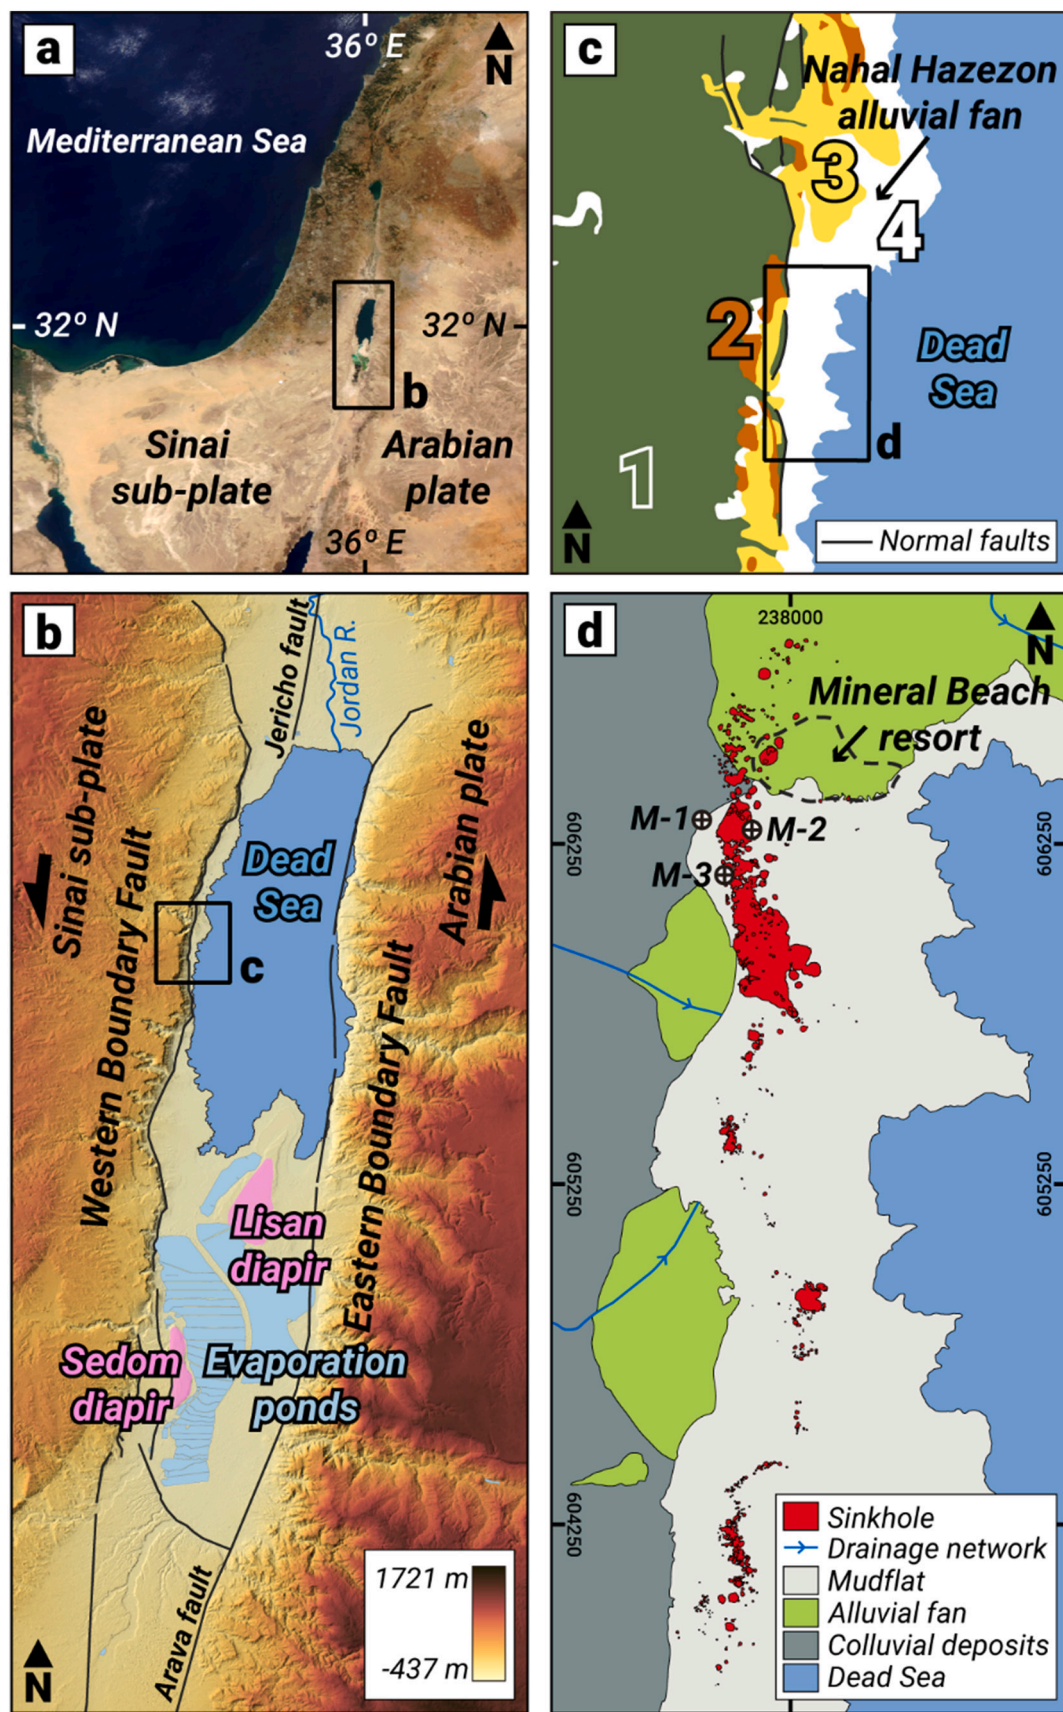 a
36° E
N
Mediterranean Sea
32° N
32° N
b
Sinai
sub-plate
Arabian
plate
36° E
c
Nahal Hazezon
alluvial fan
3
4
2
Dead
Sea
1
d
N
Normal faults
b
Jericho fault
Jordan R.
Sinai sub-plate
Arabian plate
Western Boundary Fault
Dead
Sea
c
Eastern Boundary Fault
Lisan
diapir
Sedom
diapir
Evaporation
ponds
Arava fault
N
1721 m
-437 m
d
238000
N
Mineral Beach
resort
M-1
M-2
M-3
606250
606250
605250
605250
604250
Sinkhole
Drainage network
Mudflat
Alluvial fan
Colluvial deposits
Dead Sea